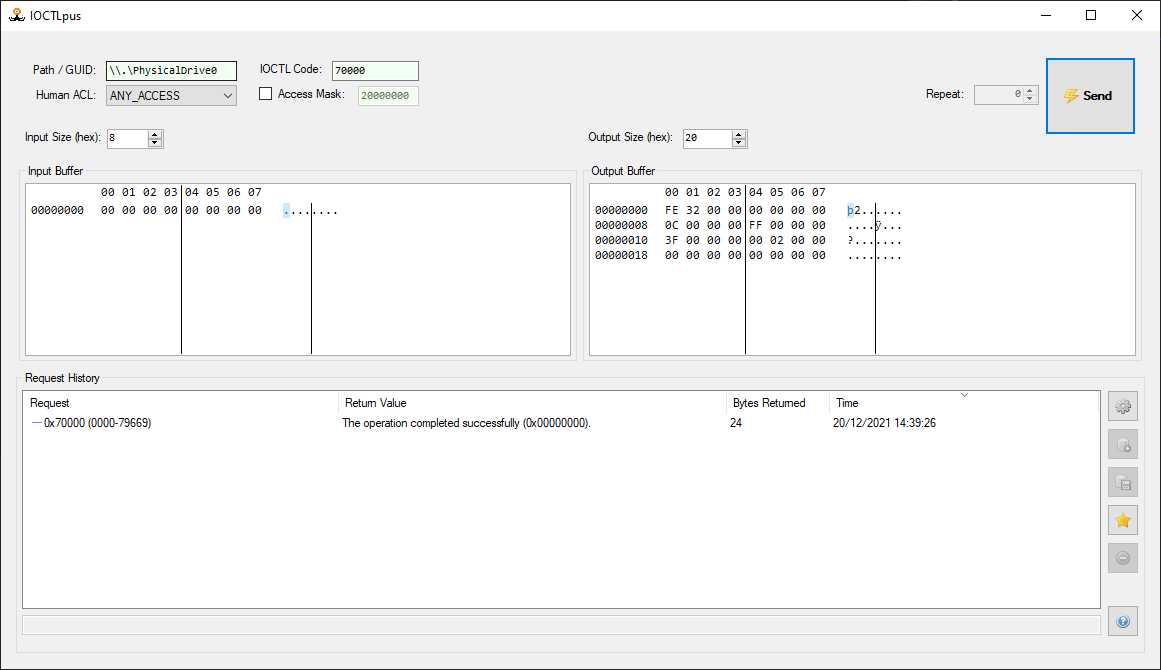 IOCTLpus
Path / GUID: \\.\PhysicalDrive0 IOCTL Code: 70000
Human ACL: ANY_ACCESS Access Mask: 20000000 Repeat: 0 Send
Input Size (hex): 8 Output Size (hex): 20
Input Buffer
00 01 02 03 04 05 06 07
00000000 00 00 00 00 00 00 00 00 ........
Output Buffer
00 01 02 03 04 05 06 07
00000000 FE 32 00 00 00 00 00 00 þ2......
00000008 0C 00 00 00 FF 00 00 00 ....ÿ...
00000010 3F 00 00 00 00 02 00 00 ?.......
00000018 00 00 00 00 00 00 00 00 ........
Request History
Request Return Value Bytes Returned Time
0x70000 (0000-79669) The operation completed successfully (0x00000000). 24 20/12/2021 14:39:26